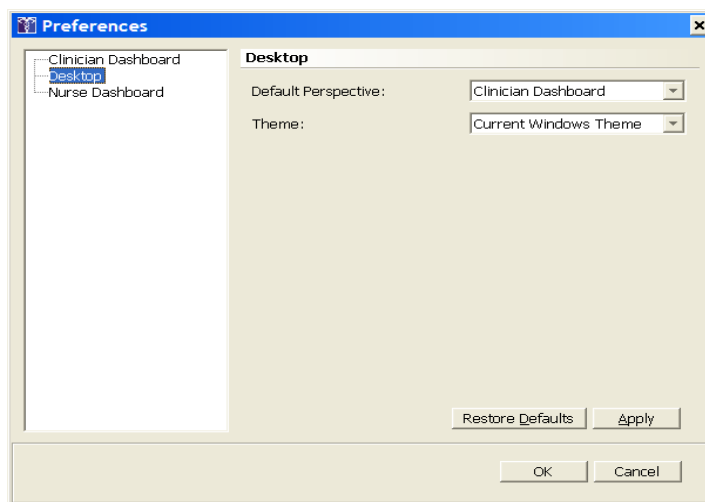 Preferences
Clinician Dashboard
Desktop
Nurse Dashboard
Desktop
Default Perspective: Clinician Dashboard
Theme: Current Windows Theme
Restore Defaults Apply
OK Cancel